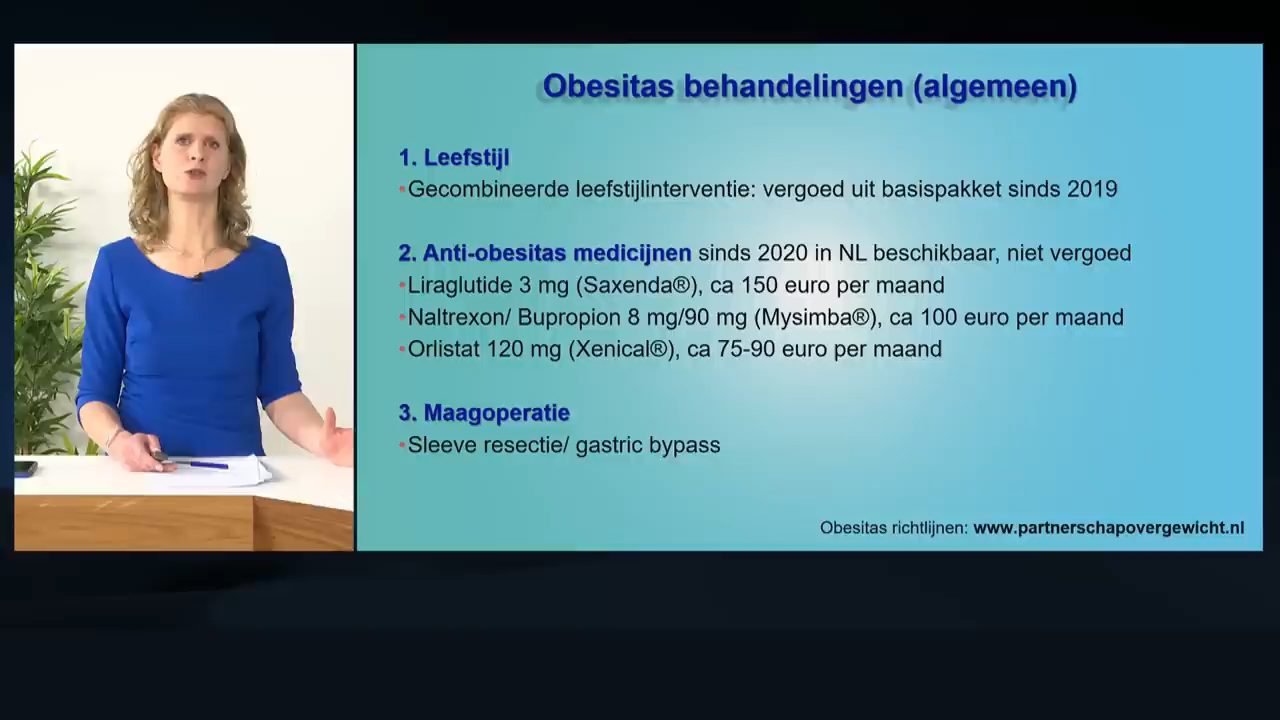 Obesitas behandelingen (algemeen)
1. Leefstijl
•Gecombineerde leefstijlinterventie: vergoed uit basispakket sinds 2019
2. Anti-obesitas medicijnen sinds 2020 in NL beschikbaar, niet vergoed
•Liraglutide 3 mg (Saxenda®), ca 150 euro per maand
•Naltrexon/ Bupropion 8 mg/90 mg (Mysimba®), ca 100 euro per maand
•Orlistat 120 mg (Xenical®), ca 75-90 euro per maand
3. Maagoperatie
•Sleeve resectie/ gastric bypass
Obesitas richtlijnen: www.partnerschapovergewicht.nl